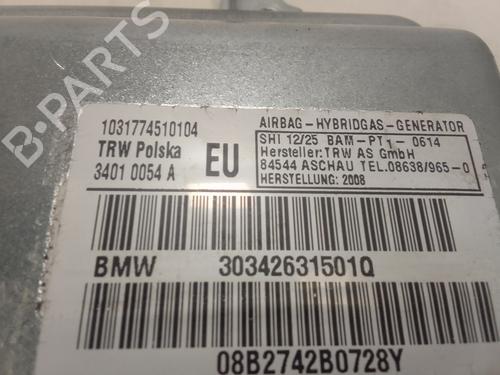 1031774510104
TRW Polska
3401 0054 A
EU
AIRBAG-HYBRIDGAS-GENERATOR
SHI 12/25 BAM-PT1-0614
Hersteller:TRW AS GmbH
84544 ASCHAU TEL.08638/965-0
HERSTELLUNG: 2008
BMW 30342631501Q
08B2742B0728Y
B-PARTS